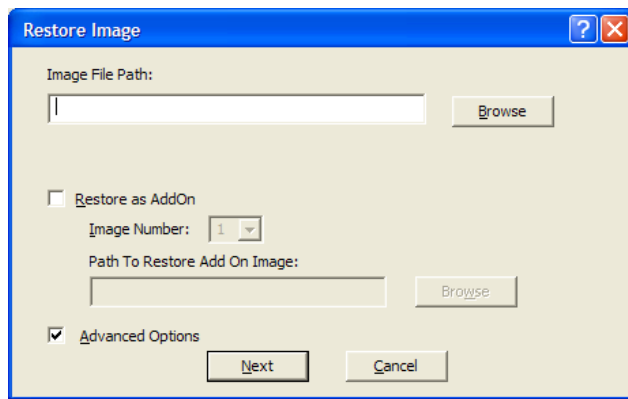 Restore Image
Image File Path:
Browse
Restore as AddOn
Image Number: 1
Path To Restore Add On Image:
Browse
Advanced Options
Next Cancel